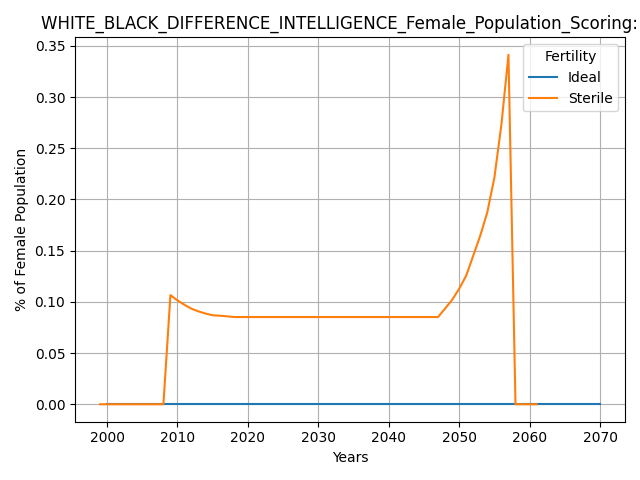 WHITE_BLACK_DIFFERENCE_INTELLIGENCE_Female_Population_Scoring:
0.35
0.30
0.25
0.20
0.15
0.10
0.05
0.00
% of Female Population
Fertility
Ideal
Sterile
2000 2010 2020 2030 2040 2050 2060 2070
Years